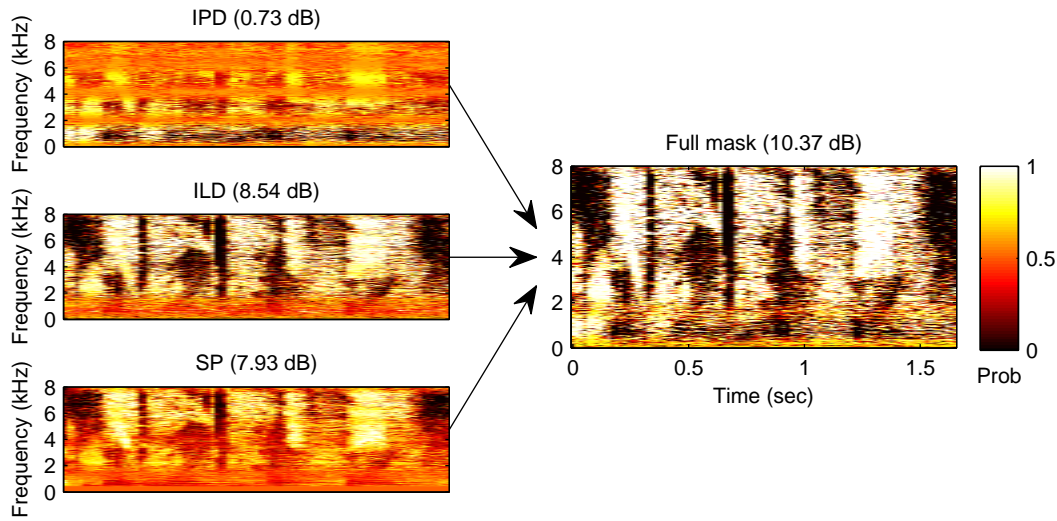 IPD (0.73 dB)
Frequency (kHz)
8
6
4
2
0
ILD (8.54 dB)
Frequency (kHz)
8
6
4
2
0
SP (7.93 dB)
Frequency (kHz)
8
6
4
2
0
Full mask (10.37 dB)
8
6
4
2
0
0 0.5 1 1.5
Time (sec)
1
0.5
0
Prob